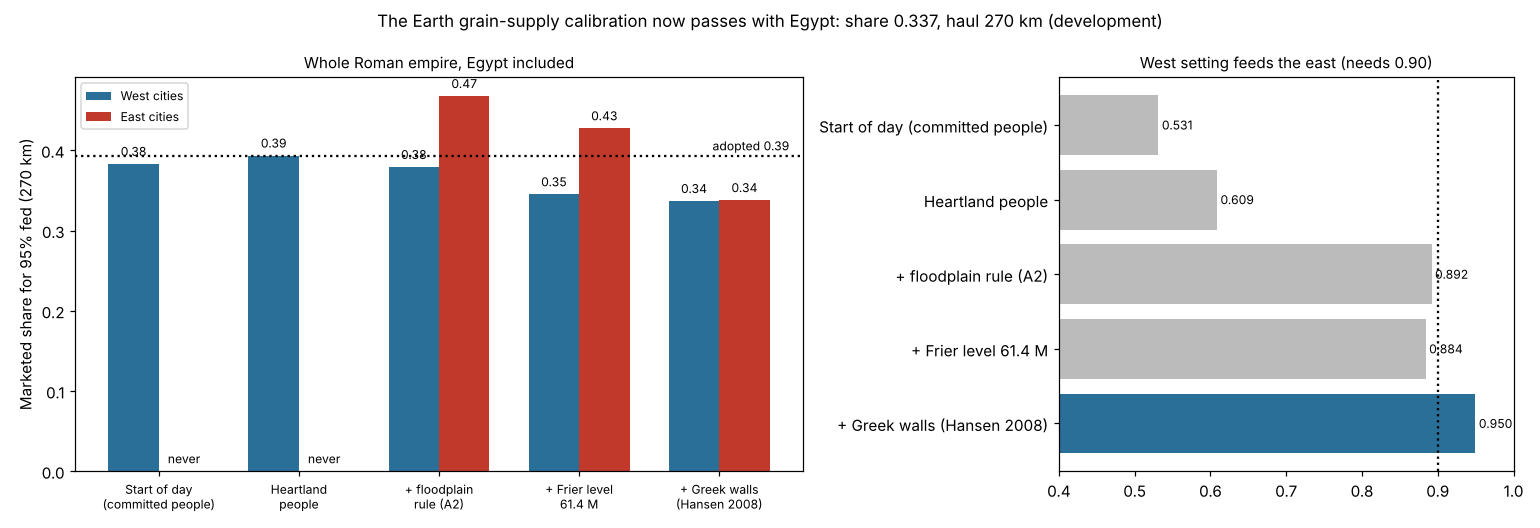 The Earth grain-supply calibration now passes with Egypt: share 0.337, haul 270 km (development)
Whole Roman empire, Egypt included
Marketed share for 95% fed (270 km)
0.4
0.3
0.2
0.1
0.0
West cities
East cities
0.38
never
0.39
never
0.38
0.47
0.35
0.43
0.34
0.34
adopted 0.39
Start of day
(committed people)
Heartland
people
+ floodplain
rule (A2)
+ Frier level
61.4 M
+ Greek walls
(Hansen 2008)
West setting feeds the east (needs 0.90)
Start of day (committed people)
0.531
Heartland people
0.609
+ floodplain rule (A2)
0.892
+ Frier level 61.4 M
0.884
+ Greek walls (Hansen 2008)
0.950
0.4
0.5
0.6
0.7
0.8
0.9
1.0